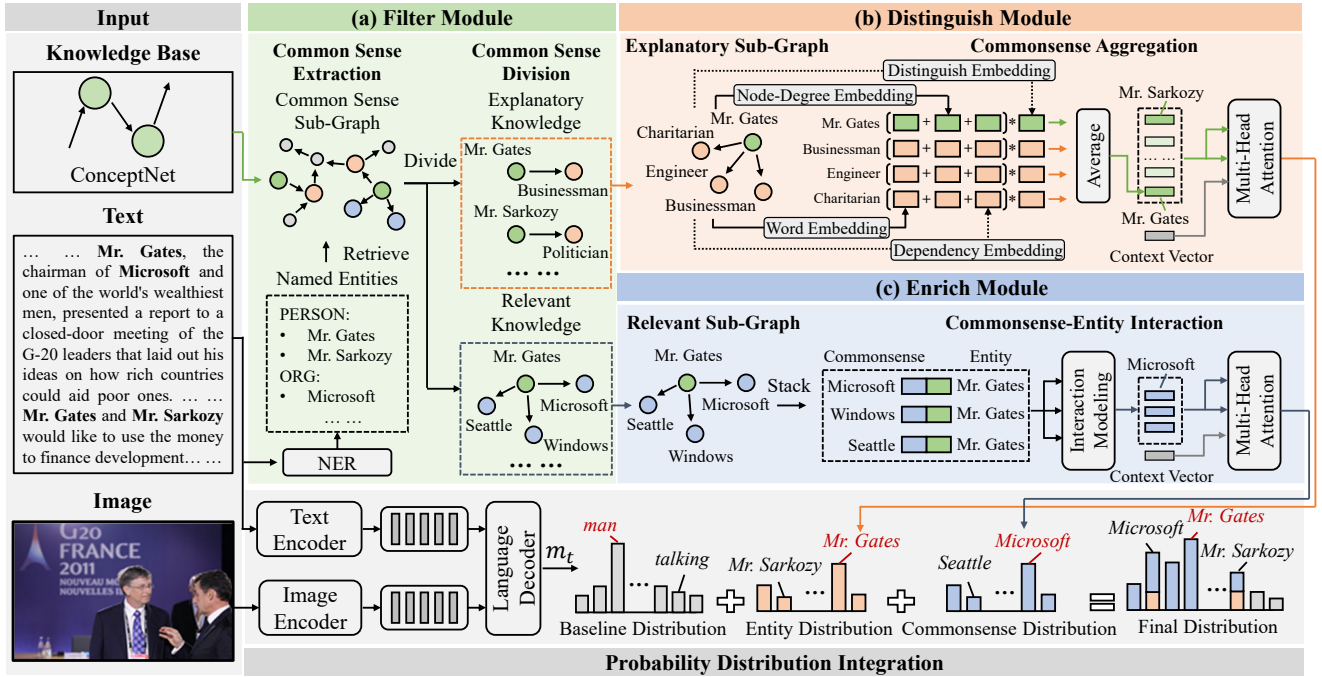 Input
Knowledge Base
ConceptNet
Text
… … Mr. Gates, the
chairman of Microsoft and
one of the world's wealthiest
men, presented a report to a
closed-door meeting of the
G-20 leaders that laid out his
ideas on how rich countries
could aid poor ones. … …
Mr. Gates and Mr. Sarkozy
would like to use the money
to finance development… …
Image
G20
FRANCE
2011
NOUVEAU MO
NOUVELLES ID
(a) Filter Module
Common Sense
Extraction
Common Sense
Sub-Graph
Divide
Retrieve
Named Entities
PERSON:
• Mr. Gates
• Mr. Sarkozy
ORG:
• Microsoft
… …
NER
Common Sense
Division
Explanatory
Knowledge
Mr. Gates
Businessman
Mr. Sarkozy
Politician
… …
Relevant
Knowledge
Mr. Gates
Microsoft
Seattle
Windows
… …
(b) Distinguish Module
Explanatory Sub-Graph
Commonsense Aggregation
Distinguish Embedding
Node-Degree Embedding
Mr. Gates
Charitarian
Engineer
Businessman
Word Embedding
Dependency Embedding
Mr. Gates [ + + ] *
Businessman [ + + ] *
Engineer [ + + ] *
Charitarian [ + + ] *
Average
Mr. Sarkozy
……
Mr. Gates
Context Vector
Multi-Head
Attention
(c) Enrich Module
Relevant Sub-Graph
Commonsense-Entity Interaction
Mr. Gates
Microsoft
Seattle
Windows
Stack
Commonsense Entity
Microsoft Mr. Gates
Windows Mr. Gates
Seattle Mr. Gates
Interaction
Modeling
Microsoft
Context Vector
Multi-Head
Attention
Text
Encoder
Image
Encoder
Language
Decoder
m_t
man
talking
…
Baseline Distribution
+
Mr. Sarkozy
Mr. Gates
…
Entity Distribution
+
Seattle
Microsoft
…
Commonsense Distribution
=
Microsoft
Mr. Gates
Mr. Sarkozy
…
Final Distribution
Probability Distribution Integration